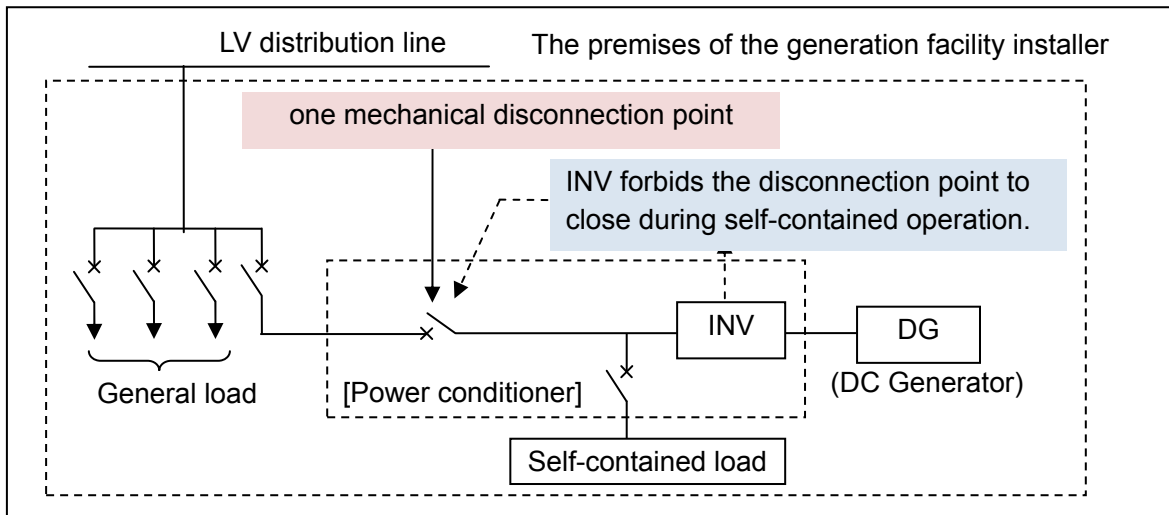 LV distribution line
The premises of the generation facility installer
one mechanical disconnection point
INV forbids the disconnection point to
close during self-contained operation.
INV
DG
General load
[Power conditioner]
(DC Generator)
Self-contained load